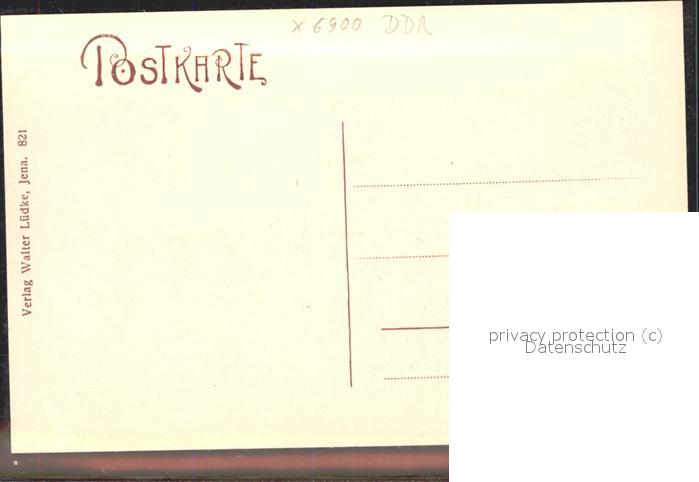 x 6900 DDR
POSTKARTE
Verlag Walter Lüdke, Jena. 821
privacy protection (c)
Datenschutz